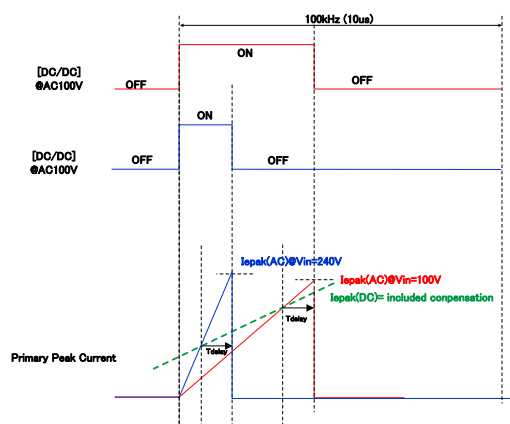 100kHz (10us)
ON
[DC/DC]
@AC100V
OFF
OFF
ON
[DC/DC]
@AC100V
OFF
OFF
Iepak(AC)@Vin=240V
Iepak(AC)@Vin=100V
Iepak(DC)= included conpensation
Tdelay
Tdelay
Primary Peak Current